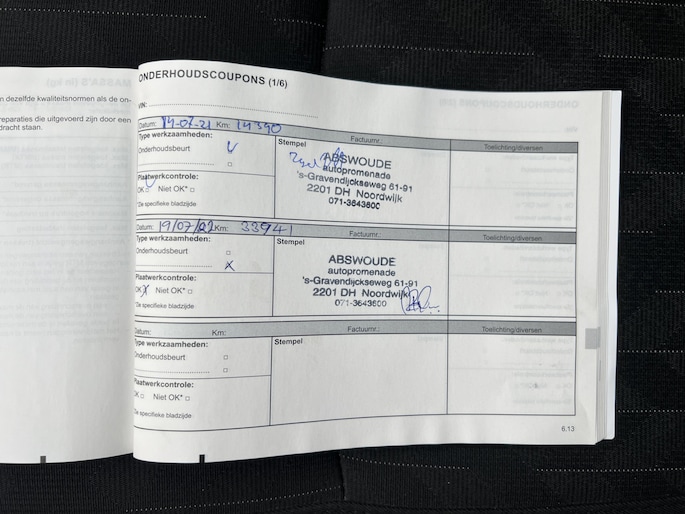 n dezelfde kwaliteitsnormen als de on-
eparaties die uitgevoerd zijn door een
dracht staan.
ONDERHOUDSCOUPONS (1/6)
VIN:
Datum: 14-07-21 Km: 14390
Factuurnr.:
Type werkzaamheden:
Onderhoudsbeurt
Stempel
Toelichting/diversen
ABSWOUDE
autopromenade
's-Gravendijckseweg 61-91
2201 DH Noordwijk
071-3643600
Plaatwerkcontrole:
OK □ Niet OK* □
*De specifieke bladzijde
Datum: 19/07/22 Km: 33941
Factuurnr.:
Type werkzaamheden:
Onderhoudsbeurt □
Stempel
Toelichting/diversen
X
ABSWOUDE
autopromenade
's-Gravendijckseweg 61-91
2201 DH Noordwijk
071-3643600
Plaatwerkcontrole:
OK X Niet OK* □
*De specifieke bladzijde
Datum: Km:
Factuurnr.:
Type werkzaamheden:
Onderhoudsbeurt □
Stempel
Toelichting/diversen
□
Plaatwerkcontrole:
OK □ Niet OK* □
*De specifieke bladzijde
6.13